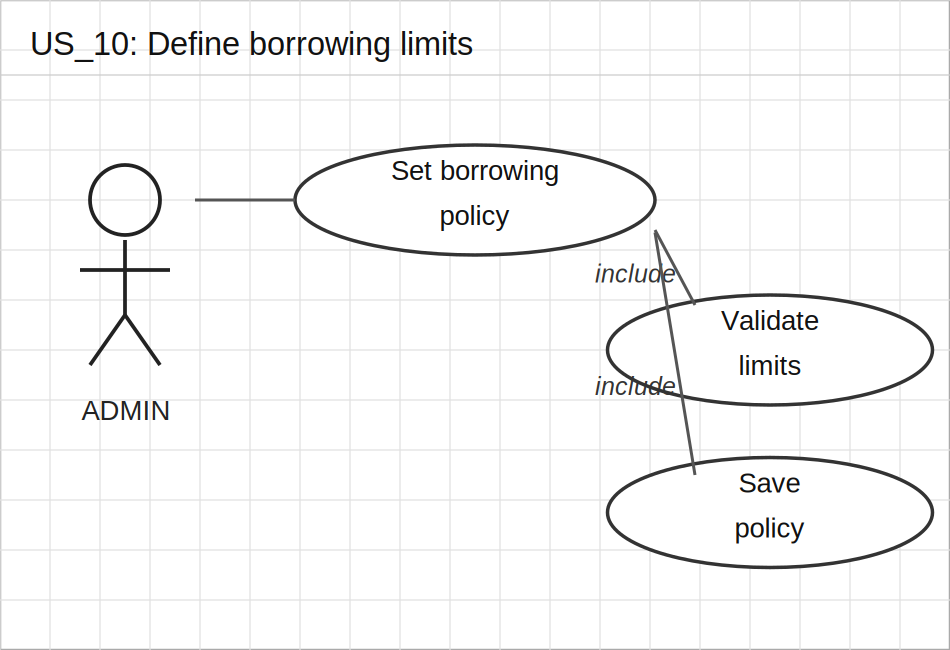 US_10: Define borrowing limits
Set borrowing
policy
include
Validate
limits
include
ADMIN
Save
policy